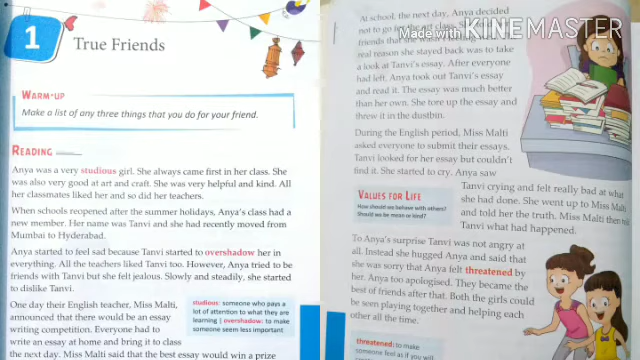 1
True Friends
WARM-UP
Make a list of any three things that you do for your friend.
READING
Anya was a very studious girl. She always came first in her class. She
was also very good at art and craft. She was very helpful and kind. All
her classmates liked her and so did her teachers.
When schools reopened after the summer holidays, Anya's class had a
new member. Her name was Tanvi and she had recently moved from
Mumbai to Hyderabad.
Anya started to feel sad because Tanvi started to overshadow her in
everything. All the teachers liked Tanvi too. However, Anya tried to be
friends with Tanvi but she felt jealous. Slowly and steadily, she started
to dislike Tanvi.
One day their English teacher, Miss Malti,
announced that there would be an essay
writing competition. Everyone had to
write an essay at home and bring it to class
the next day. Miss Malti said that the best essay would win a prize
studious: someone who pays a
lot of attention to what they are
learning | overshadow: to make
someone seem less important
At school, the next day, Anya decided
not to go for the art class. She
friends that she
real reason she stayed back was to take
a look at Tanvi's essay. After everyone
had left, Anya took out Tanvi's essay
and read it. The essay was much better
than her own. She tore up the essay and
threw it in the dustbin.
Made with KINEMASTER
During the English period, Miss Malti
asked everyone to submit their essays.
Tanvi looked for her essay but couldn't
find it. She started to cry. Anya saw
Tanvi crying and felt really bad at what
she had done. She went up to Miss Malti
and told her the truth. Miss Malti then
Tanvi what had happened.
VALUES FOR LIFE
How should we behave with others?
Should we be mean or kind?
To Anya's surprise Tanvi was not angry at
all. Instead she hugged Anya and said that
she was sorry that Anya felt threatened by
her. Anya too apologised. They became the
best of friends after that. Both the girls could
be seen playing together and helping each
other all the time.
threatened: to make
someone feel as if you will